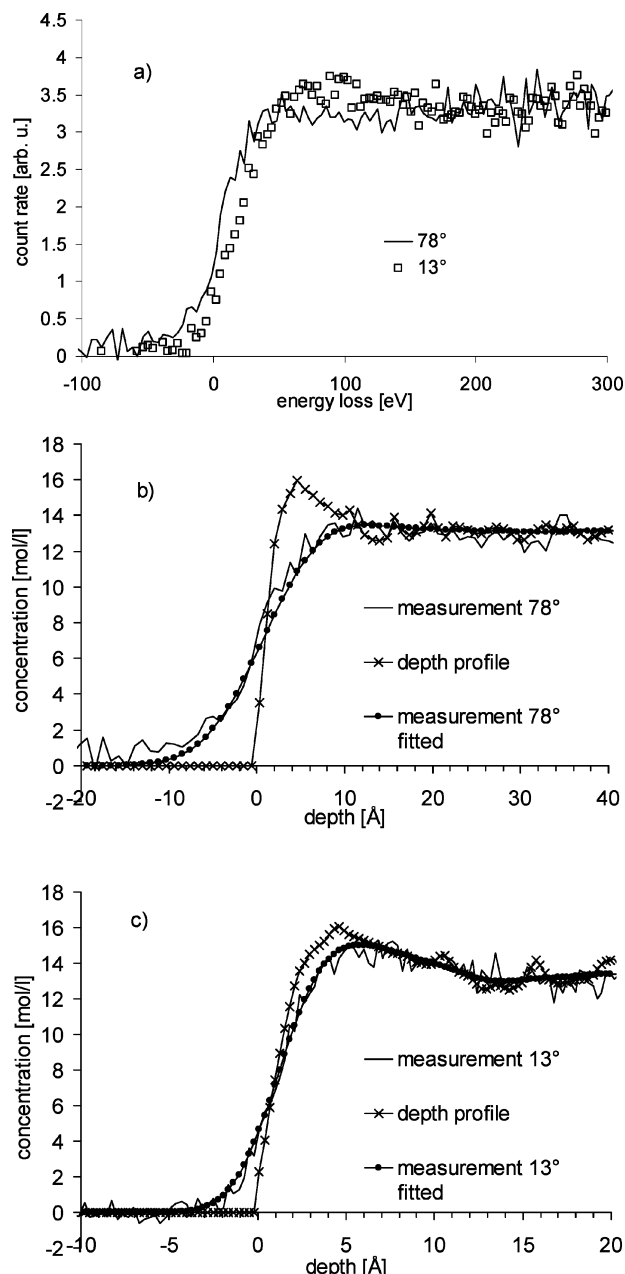 4.5
4
3.5
3
2.5
2
1.5
1
0.5
0
a)
count rate [arb. u.]
78°
13°
-100 0 100 200 300
energy loss [eV]
18
16
14
12
10
8
6
4
2
0
-2
b)
concentration [mol/l]
measurement 78°
depth profile
measurement 78°
fitted
-20 -10 0 10 20 30 40
depth [Å]
18
16
14
12
10
8
6
4
2
0
-2
c)
concentration [mol/l]
measurement 13°
depth profile
measurement 13°
fitted
-10 -5 0 5 10 15 20
depth [Å]